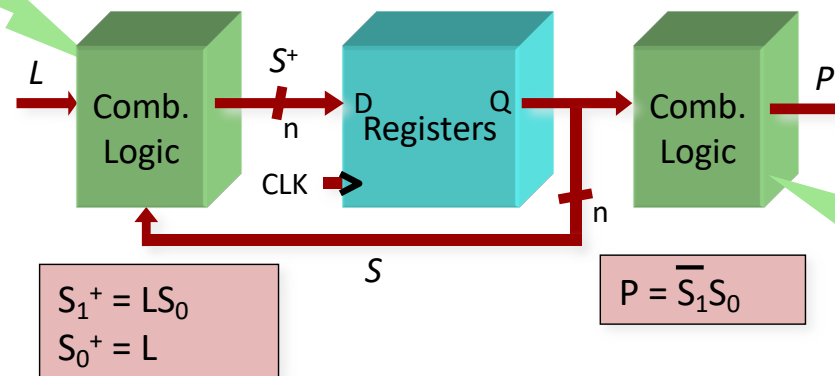 L
Comb.
Logic
S⁺
n
D
Q
Registers
CLK
Comb.
Logic
P
n
S
S₁⁺ = LS₀
S₀⁺ = L
P = S̅₁S₀